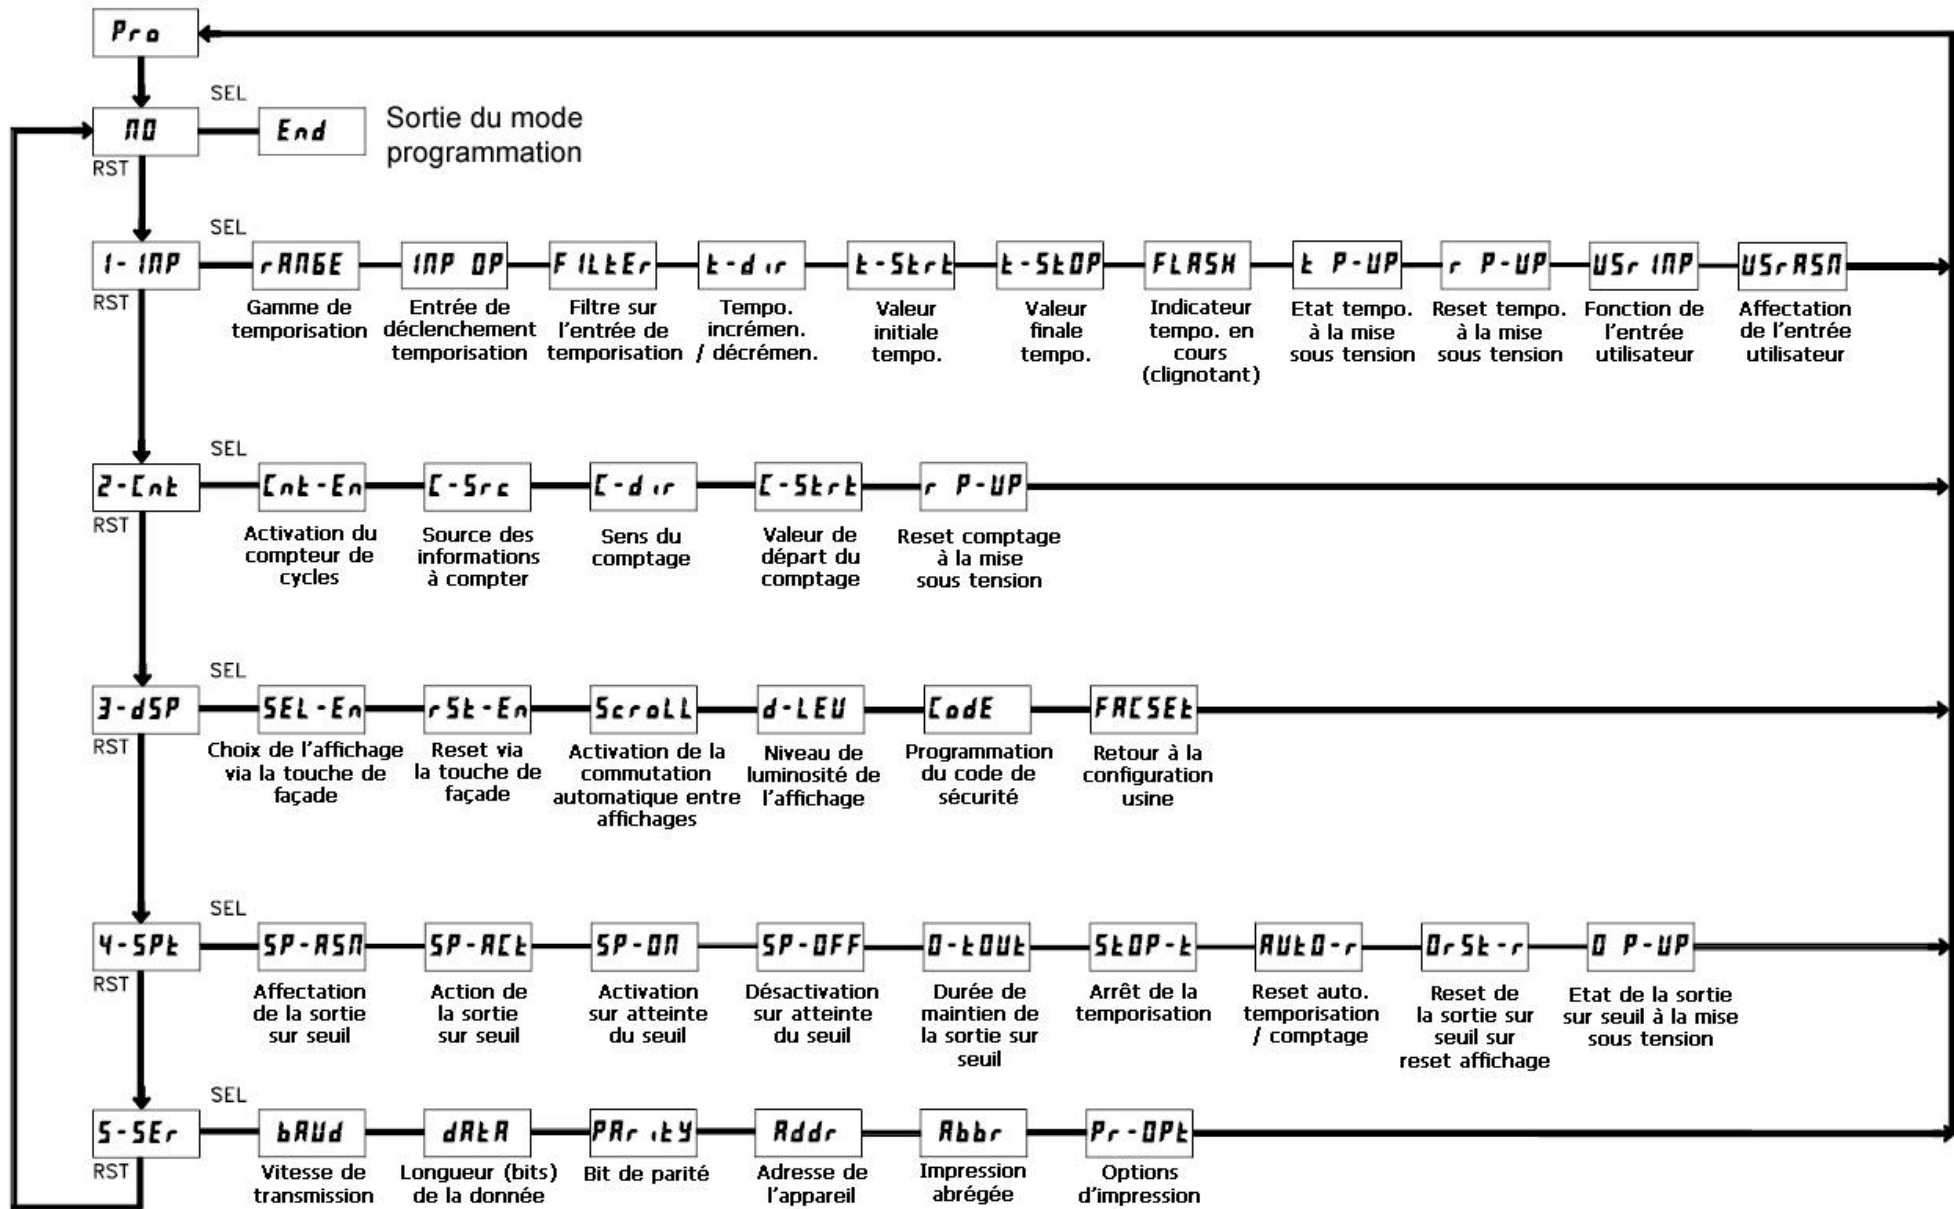 Pro
SEL
NO
End
Sortie du mode
programmation
RST
SEL
1-INP
rANGE
INP OP
FILtEr
t-dir
t-Strt
t-StOP
FLASH
t P-UP
r P-UP
USrINP
USrASN
RST
Gamme de
temporisation
Entrée de
déclenchement
temporisation
Filtre sur
l'entrée de
temporisation
Tempo.
incrémen.
/ décrémen.
Valeur
initiale
tempo.
Valeur
finale
tempo.
Indicateur
tempo. en
cours
(clignotant)
Etat tempo.
à la mise
sous tension
Reset tempo.
à la mise
sous tension
Fonction de
l'entrée
utilisateur
Affectation
de l'entrée
utilisateur
SEL
2-Cnt
Cnt-En
C-Src
C-dir
C-Strt
r P-UP
RST
Activation du
compteur de
cycles
Source des
informations
à compter
Sens du
comptage
Valeur de
départ du
comptage
Reset comptage
à la mise
sous tension
SEL
3-dSP
SEL-En
rSt-En
ScroLL
d-LEV
CodE
FACSEt
RST
Choix de l'affichage
via la touche de
façade
Reset via
la touche de
façade
Activation de la
commutation
automatique entre
affichages
Niveau de
luminosité de
l'affichage
Programmation
du code de
sécurité
Retour à la
configuration
usine
SEL
4-SPt
SP-ASN
SP-ACt
SP-ON
SP-OFF
O-tOUt
StOP-t
AUtO-r
OrSt-r
O P-UP
RST
Affectation
de la sortie
sur seuil
Action de
la sortie
sur seuil
Activation
sur atteinte
du seuil
Désactivation
sur atteinte
du seuil
Durée de
maintien de
la sortie sur
seuil
Arrêt de la
temporisation
Reset auto.
temporisation
/ comptage
Reset de
la sortie sur
seuil sur
reset affichage
Etat de la sortie
sur seuil à la mise
sous tension
SEL
5-SEr
bAUd
dAtA
PAritY
Addr
Abbr
Pr-OPt
RST
Vitesse de
transmission
Longueur (bits)
de la donnée
Bit de parité
Adresse de
l'appareil
Impression
abrégée
Options
d'impression